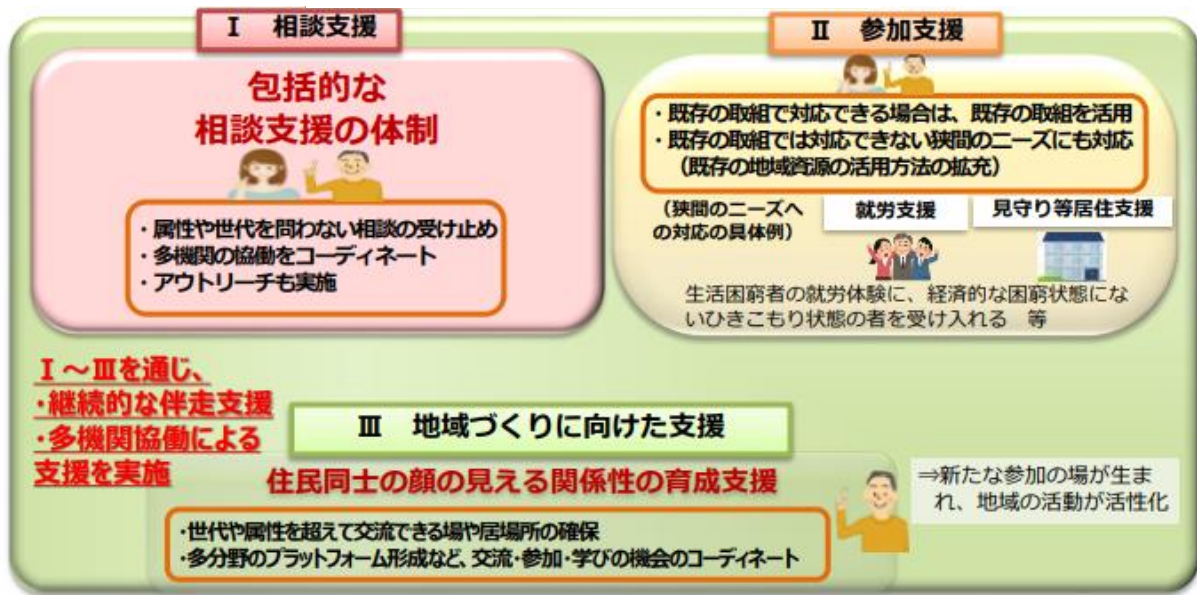 Ⅰ 相談支援
包括的な
相談支援の体制
・属性や世代を問わない相談の受け止め
・多機関の協働をコーディネート
・アウトリーチも実施
Ⅱ 参加支援
・既存の取組で対応できる場合は、既存の取組を活用
・既存の取組では対応できない狭間のニーズにも対応
（既存の地域資源の活用方法の拡充）
（狭間のニーズへ
の対応の具体例）
就労支援
見守り等居住支援
生活困窮者の就労体験に、経済的な困窮状態にな
いひきこもり状態の者を受け入れる 等
Ⅰ～Ⅲを通じ、
・継続的な伴走支援
・多機関協働による
支援を実施
Ⅲ 地域づくりに向けた支援
住民同士の顔の見える関係性の育成支援
・世代や属性を超えて交流できる場や居場所の確保
・多分野のプラットフォーム形成など、交流・参加・学びの機会のコーディネート
⇒新たな参加の場が生ま
れ、地域の活動が活性化